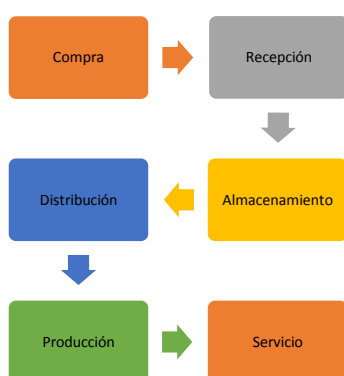 Compra
Recepción
Almacenamiento
Distribución
Producción
Servicio